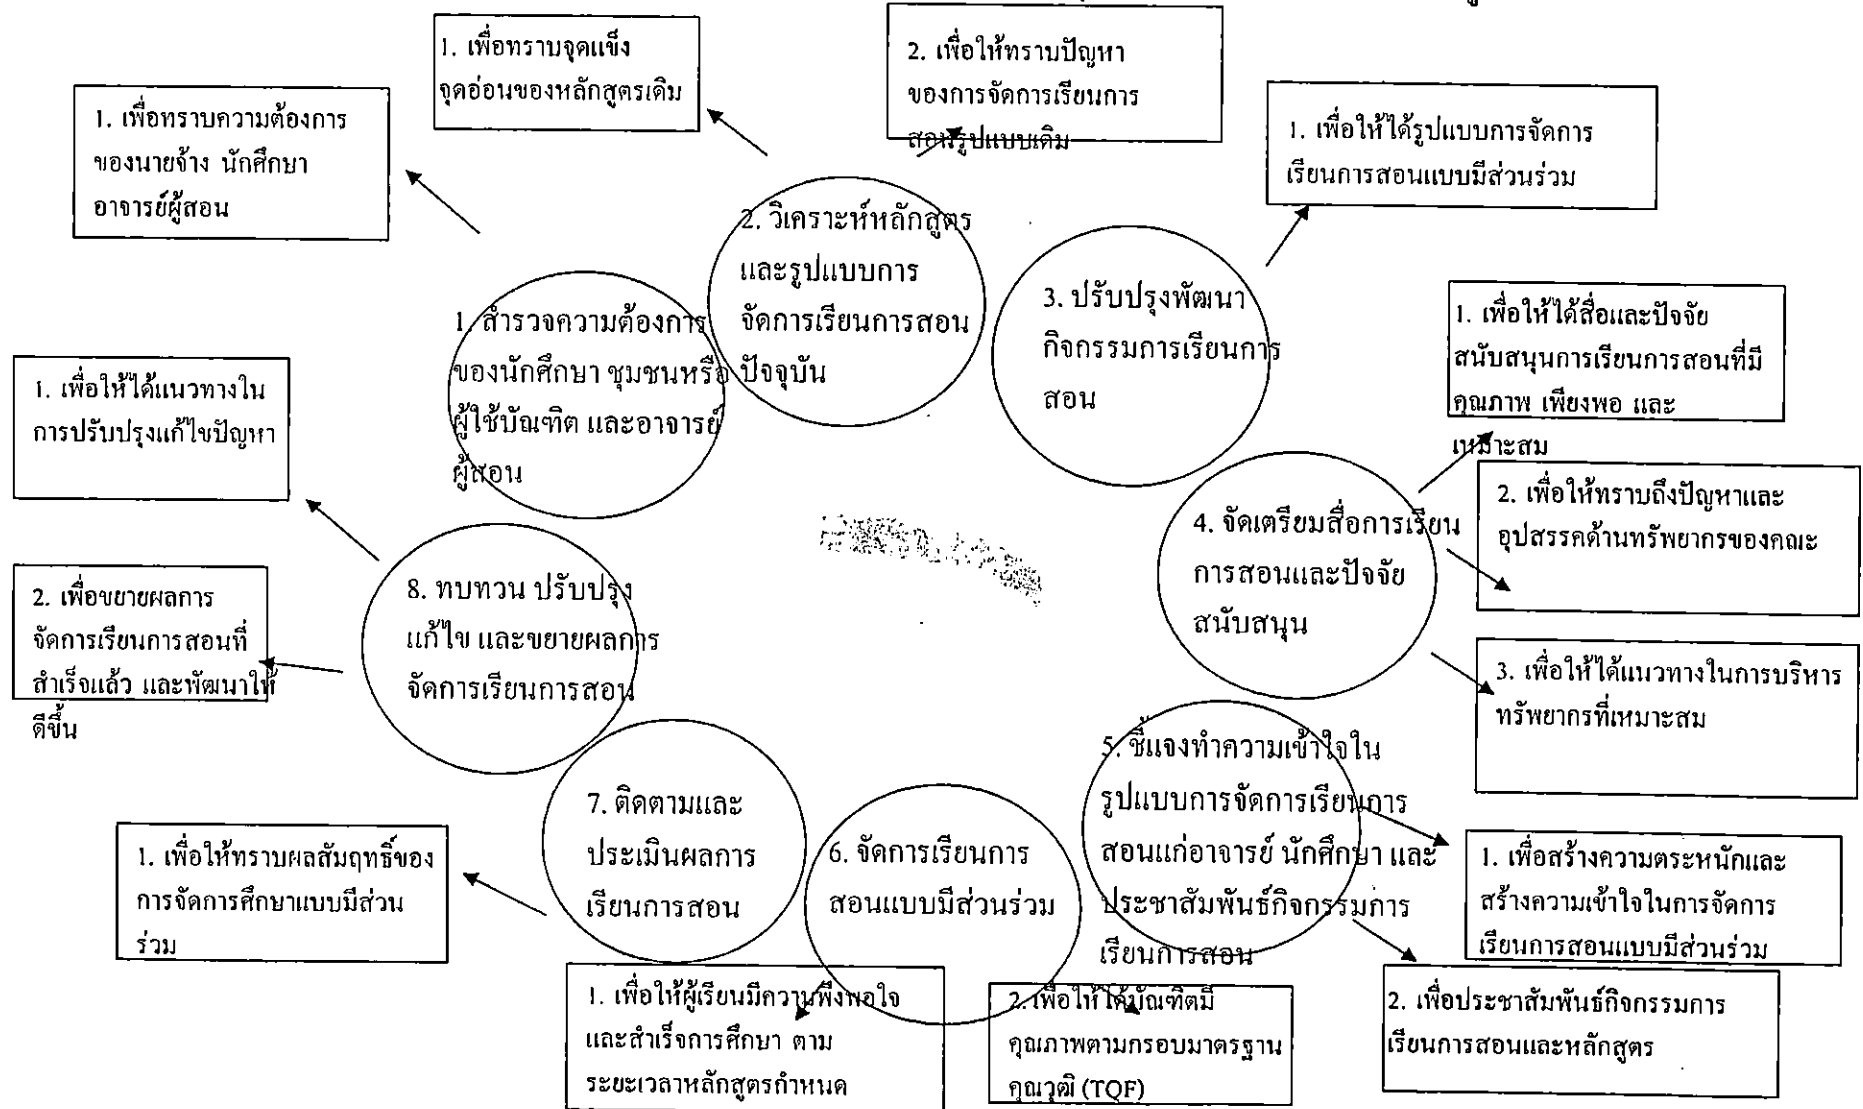 1. เพื่อทราบจุดแข็ง
จุดอ่อนของหลักสูตรเดิม
2. เพื่อให้ทราบปัญหา
ของการจัดการเรียนการ
สอนรูปแบบเดิม
1. เพื่อทราบความต้องการ
ของนายจ้าง นักศึกษา
อาจารย์ผู้สอน
1. เพื่อให้ได้รูปแบบการจัดการ
เรียนการสอนแบบมีส่วนร่วม
1. สำรวจความต้องการ
ของนักศึกษา ชุมชนหรือ
ผู้ใช้บัณฑิต และอาจารย์
ผู้สอน
2. วิเคราะห์หลักสูตร
และรูปแบบการ
จัดการเรียนการสอน
ปัจจุบัน
3. ปรับปรุงพัฒนา
กิจกรรมการเรียนการ
สอน
1. เพื่อให้ได้สื่อและปัจจัย
สนับสนุนการเรียนการสอนที่มี
คุณภาพ เพียงพอ และ
เหมาะสม
1. เพื่อให้ได้แนวทางใน
การปรับปรุงแก้ไขปัญหา
4. จัดเตรียมสื่อการเรียน
การสอนและปัจจัย
สนับสนุน
2. เพื่อให้ทราบถึงปัญหาและ
อุปสรรคด้านทรัพยากรของคณะ
2. เพื่อขยายผลการ
จัดการเรียนการสอนที่
สำเร็จแล้ว และพัฒนาให้
ดีขึ้น
8. ทบทวน ปรับปรุง
แก้ไข และขยายผลการ
จัดการเรียนการสอน
3. เพื่อให้ได้แนวทางในการบริหาร
ทรัพยากรที่เหมาะสม
5. ชี้แจงทำความเข้าใจใน
รูปแบบการจัดการเรียนการ
สอนแก่อาจารย์ นักศึกษา และ
ประชาสัมพันธ์กิจกรรมการ
เรียนการสอน
7. ติดตามและ
ประเมินผลการ
เรียนการสอน
6. จัดการเรียนการ
สอนแบบมีส่วนร่วม
1. เพื่อให้ทราบผลสัมฤทธิ์ของ
การจัดการศึกษาแบบมีส่วน
ร่วม
1. เพื่อสร้างความตระหนักและ
สร้างความเข้าใจในการจัดการ
เรียนการสอนแบบมีส่วนร่วม
1. เพื่อให้ผู้เรียนมีความพึงพอใจ
และสำเร็จการศึกษา ตาม
ระยะเวลาหลักสูตรกำหนด
2. เพื่อให้ได้บัณฑิตมี
คุณภาพตามกรอบมาตรฐาน
คุณวุฒิ (TQF)
2. เพื่อประชาสัมพันธ์กิจกรรมการ
เรียนการสอนและหลักสูตร